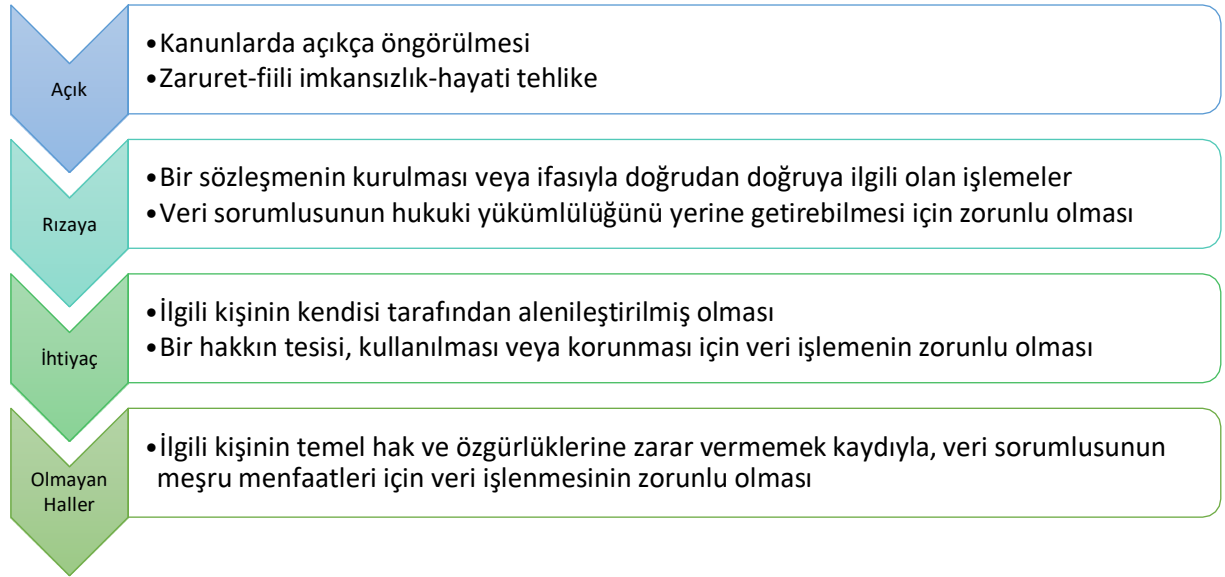 Açık
•Kanunlarda açıkça öngörülmesi
•Zaruret-fiili imkansızlık-hayati tehlike
Rızaya
•Bir sözleşmenin kurulması veya ifasıyla doğrudan doğruya ilgili olan işlemeler
•Veri sorumlusunun hukuki yükümlülüğünü yerine getirebilmesi için zorunlu olması
İhtiyaç
•İlgili kişinin kendisi tarafından alenileştirilmiş olması
•Bir hakkın tesisi, kullanılması veya korunması için veri işlemenin zorunlu olması
Olmayan
Haller
•İlgili kişinin temel hak ve özgürlüklerine zarar vermemek kaydıyla, veri sorumlusunun
meşru menfaatleri için veri işlenmesinin zorunlu olması